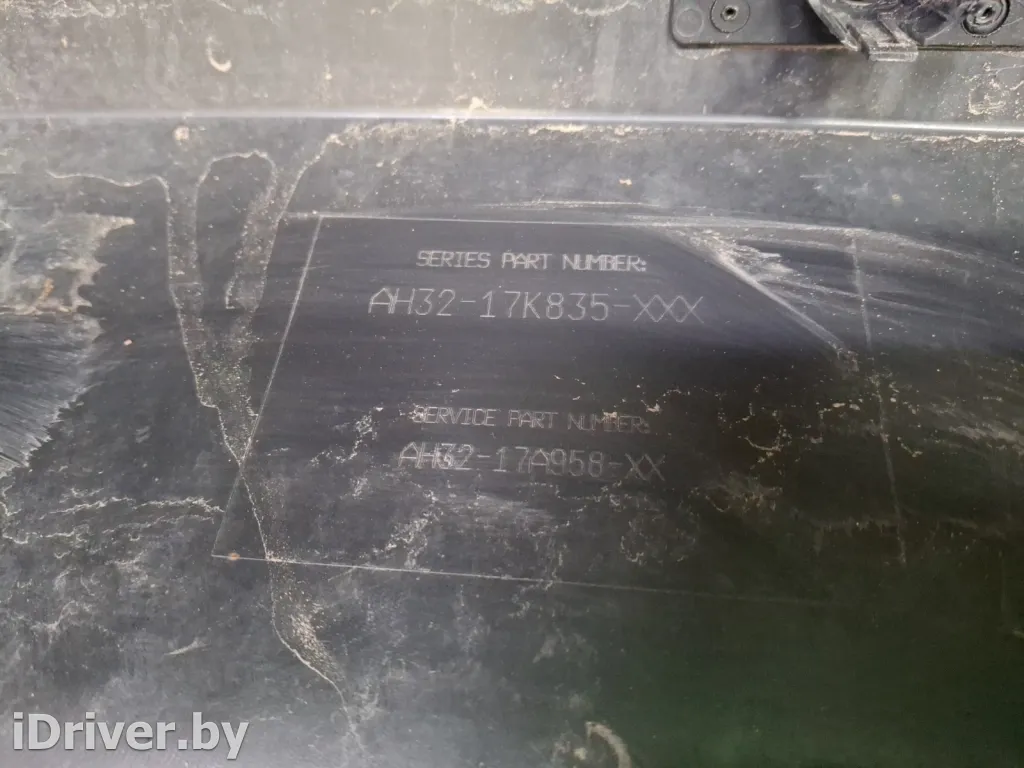 SERIES PART NUMBER:
AH32-17K835-XXX
SERVICE PART NUMBER:
AH32-17A958-XX
iDriver.by